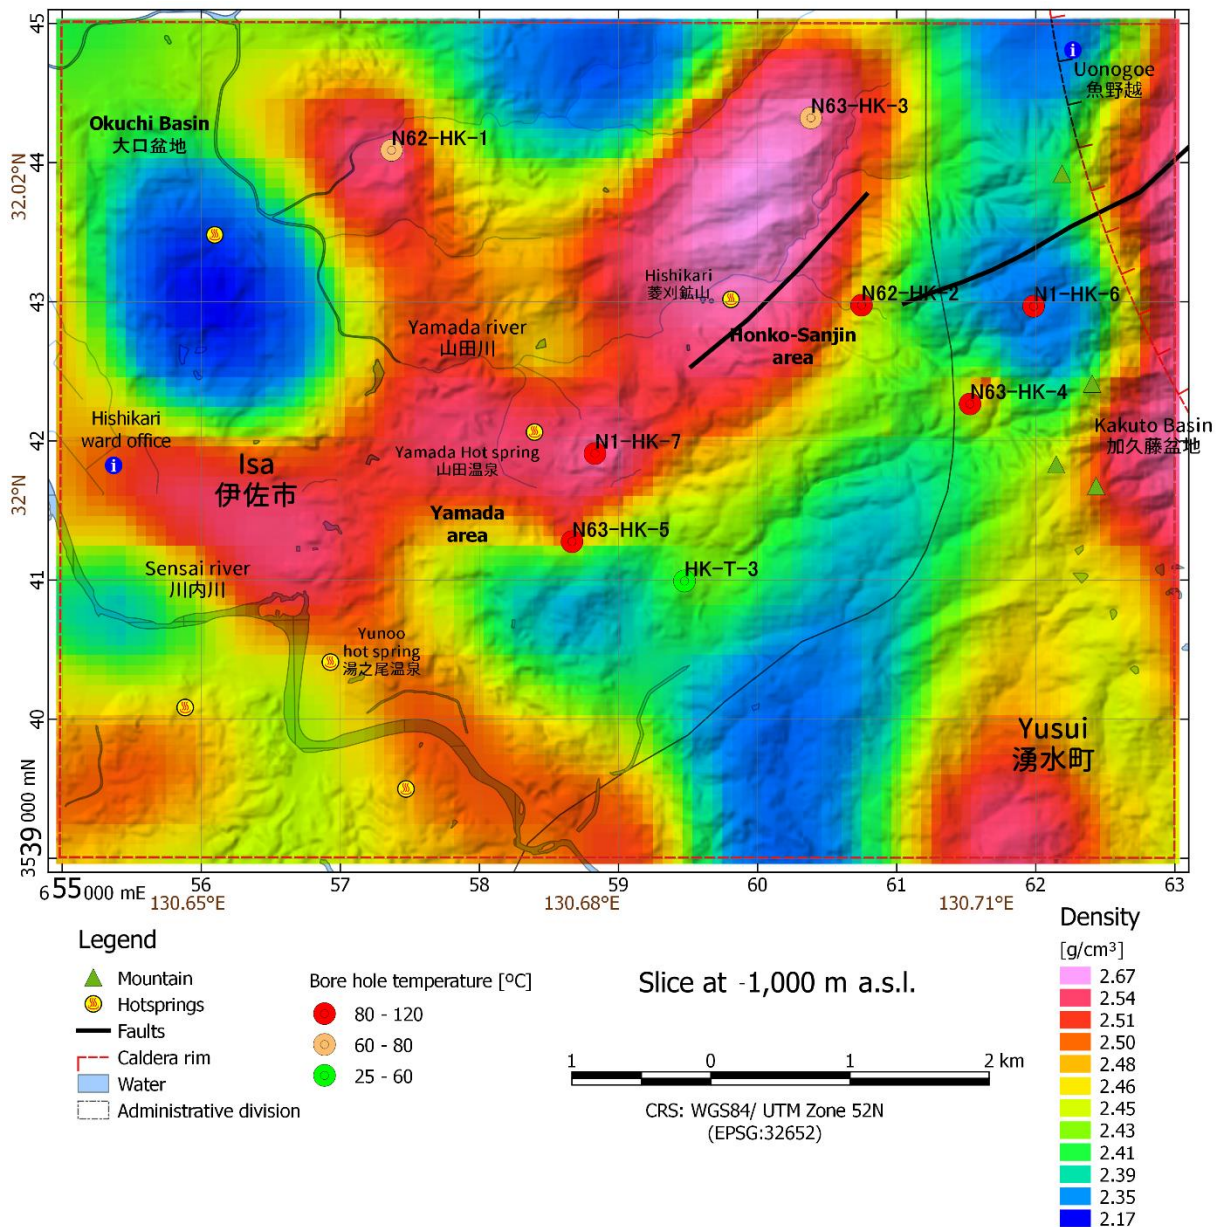 45
Uonogoe
魚野越
N63-HK-3
Okuchi Basin
大口盆地
N62-HK-1
44
32.02°N
Hishikari
菱刈鉱山
43
N62-HK-2
N1-HK-6
Yamada river
山田川
Honko-Sanjin
area
N63-HK-4
Hishikari
ward office
Kakuto Basin
加久藤盆地
42
N1-HK-7
Yamada Hot spring
山田温泉
Isa
伊佐市
32°N
Yamada
area
N63-HK-5
HK-T-3
Sensai river
川内川
41
Yunoo
hot spring
湯之尾温泉
40
Yusui
湧水町
3539 000 mN
655 000 mE
56
57
58
59
60
61
62
63
130.65°E
130.68°E
130.71°E
Legend
Mountain
Hotsprings
Faults
Caldera rim
Water
Administrative division
Bore hole temperature [°C]
80 - 120
60 - 80
25 - 60
Slice at -1,000 m a.s.l.
1 0 1 2 km
CRS: WGS84/ UTM Zone 52N
(EPSG:32652)
Density
[g/cm³]
2.67
2.54
2.51
2.50
2.48
2.46
2.45
2.43
2.41
2.39
2.35
2.17